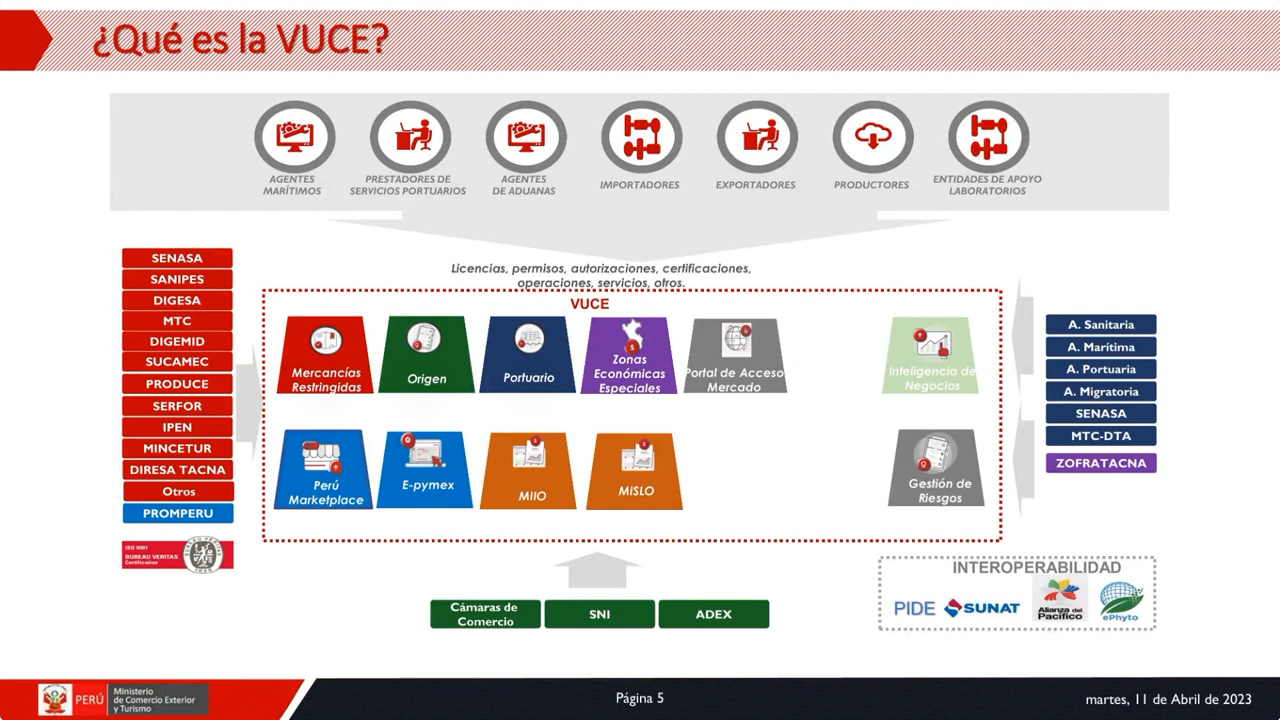 ¿Qué es la VUCE?
AGENTES
MARÍTIMOS
PRESTADORES DE
SERVICIOS PORTUARIOS
AGENTES
DE ADUANAS
IMPORTADORES
EXPORTADORES
PRODUCTORES
ENTIDADES DE APOYO
LABORATORIOS
Licencias, permisos, autorizaciones, certificaciones,
operaciones, servicios, otros.
VUCE
SENASA
SANIPES
DIGESA
MTC
DIGEMID
SUCAMEC
PRODUCE
SERFOR
IPEN
MINCETUR
DIRESA TACNA
Otros
PROMPERU
ISO 9001
BUREAU VERITAS
Certification
Mercancías
Restringidas
Origen
Portuario
Zonas
Económicas
Especiales
Portal de Acceso
Mercado
Inteligencia de
Negocios
Perú
Marketplace
E-pymex
MIIO
MISLO
Gestión de
Riesgos
A. Sanitaria
A. Marítima
A. Portuaria
A. Migratoria
SENASA
MTC-DTA
ZOFRATACNA
Cámaras de
Comercio
SNI
ADEX
INTEROPERABILIDAD
PIDE
SUNAT
Alianza del
Pacífico
ePhyto
PERÚ
Ministerio
de Comercio Exterior
y Turismo
Página 5
martes, 11 de Abril de 2023